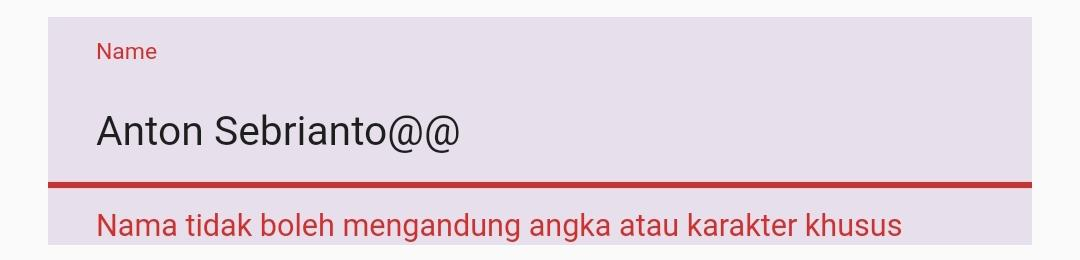 Name
Anton Sebrianto@@
Nama tidak boleh mengandung angka atau karakter khusus